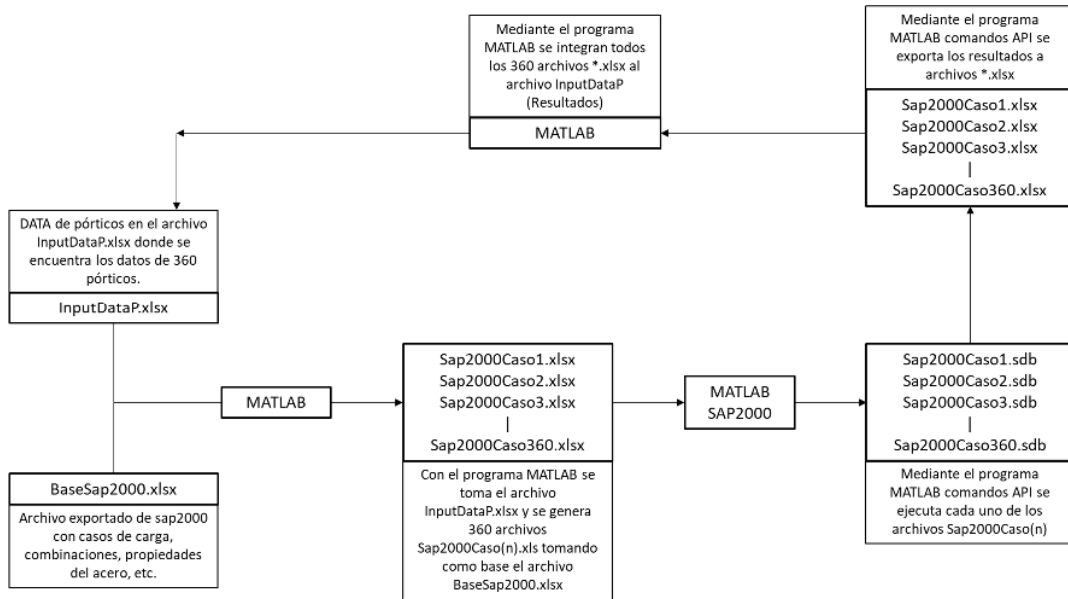 Mediante el programa
MATLAB se integran todos
los 360 archivos *.xlsx al
archivo InputDataP
(Resultados)
MATLAB
Mediante el programa
MATLAB comandos API se
exporta los resultados a
archivos *.xlsx
Sap2000Caso1.xlsx
Sap2000Caso2.xlsx
Sap2000Caso3.xlsx
|
Sap2000Caso360.xlsx
DATA de pórticos en el archivo
InputDataP.xlsx donde se
encuentra los datos de 360
pórticos.
InputDataP.xlsx
MATLAB
Sap2000Caso1.xlsx
Sap2000Caso2.xlsx
Sap2000Caso3.xlsx
|
Sap2000Caso360.xlsx
Con el programa MATLAB se
toma el archivo
InputDataP.xlsx y se genera
360 archivos
Sap2000Caso(n).xls tomando
como base el archivo
BaseSap2000.xlsx
MATLAB
SAP2000
Sap2000Caso1.sdb
Sap2000Caso2.sdb
Sap2000Caso3.sdb
|
Sap2000Caso360.sdb
Mediante el programa
MATLAB comandos API se
ejecuta cada uno de los
archivos Sap2000Caso(n)
BaseSap2000.xlsx
Archivo exportado de sap2000
con casos de carga,
combinaciones, propiedades
del acero, etc.